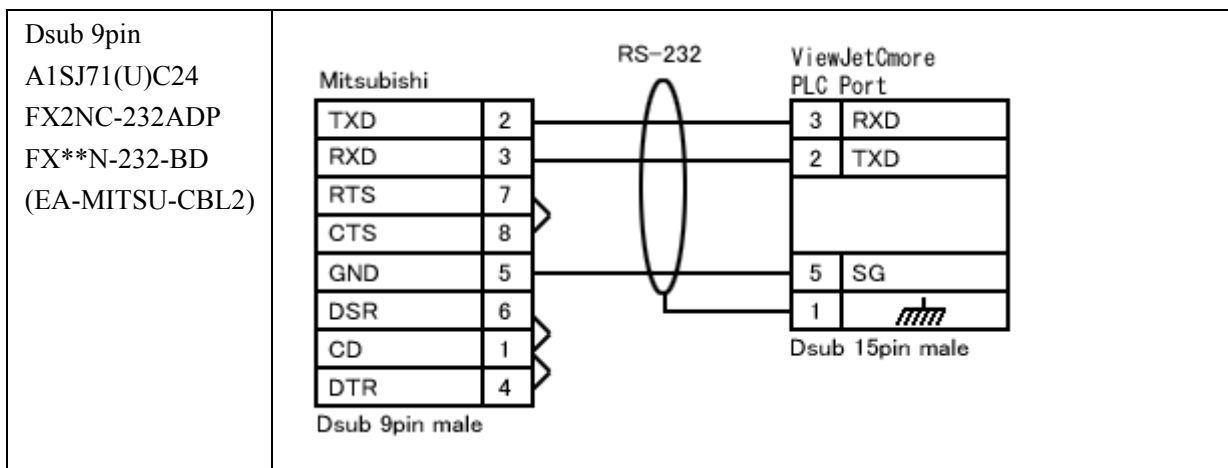 Dsub 9pin
A1SJ71(U)C24
FX2NC-232ADP
FX**N-232-BD
(EA-MITSU-CBL2)
RS-232
Mitsubishi
ViewJetCmore
PLC Port
TXD 2 3 RXD
RXD 3 2 TXD
RTS 7
CTS 8
GND 5 5 SG
DSR 6 1
CD 1
DTR 4
Dsub 15pin male
Dsub 9pin male